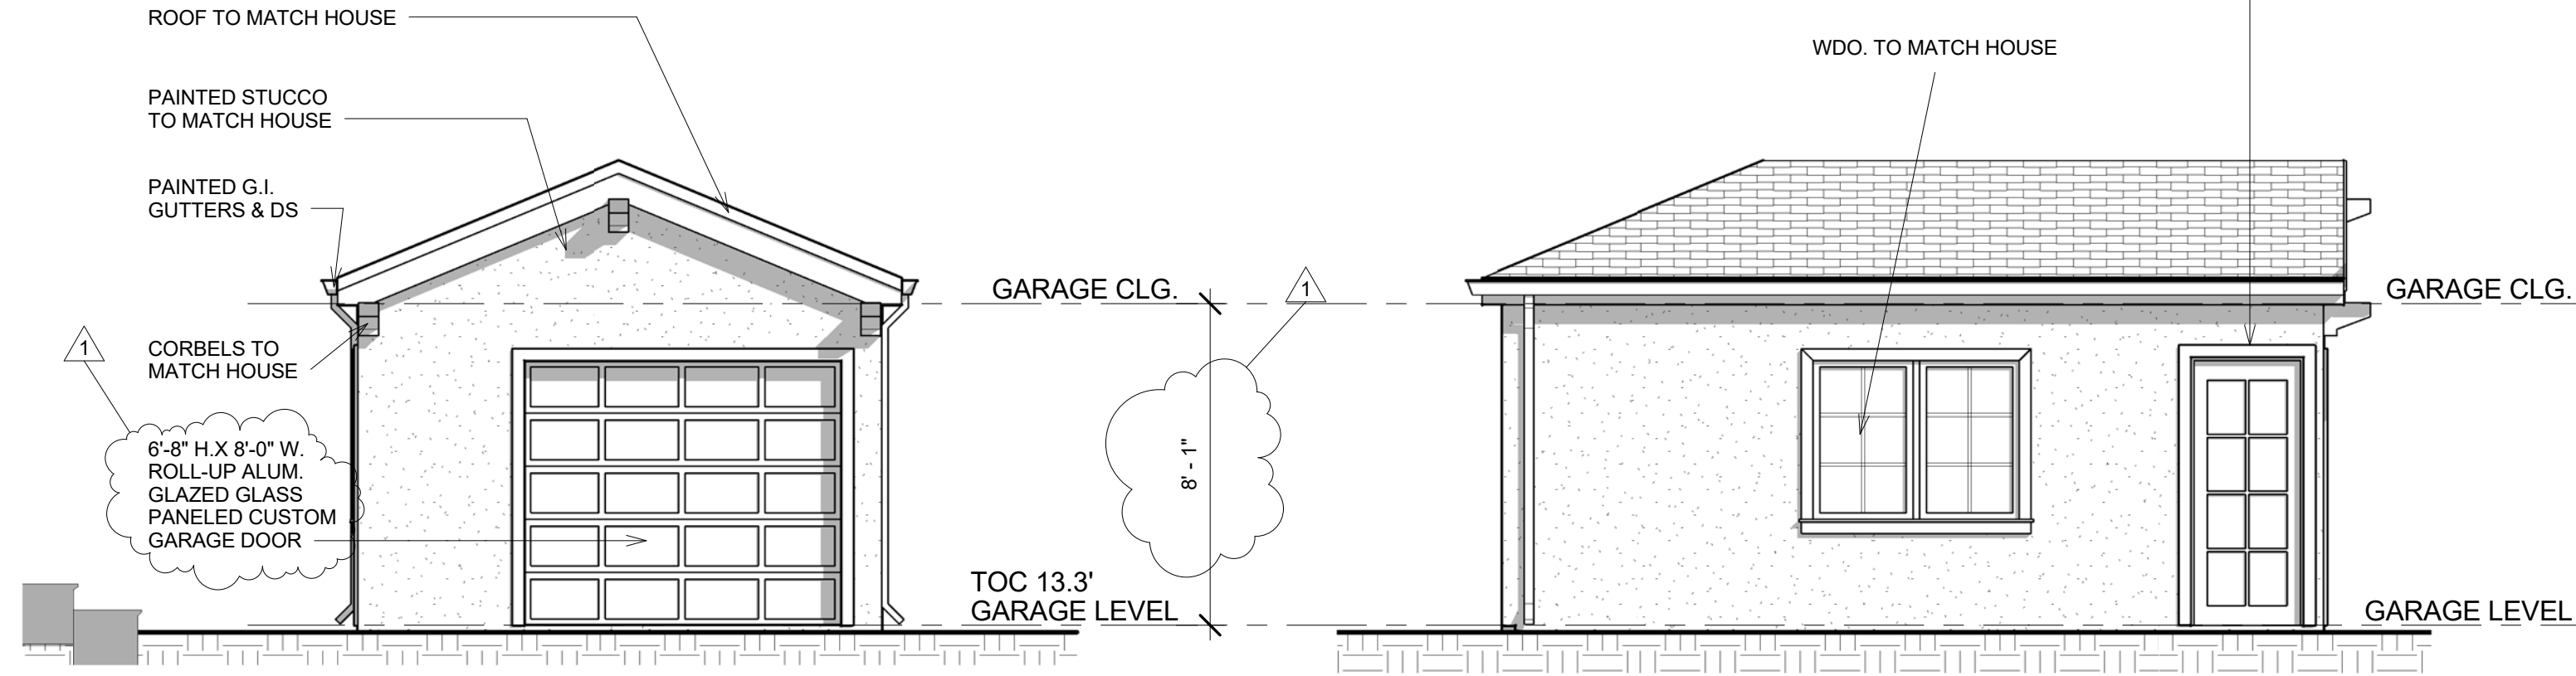 ROOF TO MATCH HOUSE
PAINTED STUCCO
TO MATCH HOUSE
PAINTED G.I.
GUTTERS & DS
CORBELS TO
MATCH HOUSE
1
6'-8" H.X 8'-0" W.
ROLL-UP ALUM.
GLAZED GLASS
PANELED CUSTOM
GARAGE DOOR
GARAGE CLG.
1
8' - 1"
TOC 13.3'
GARAGE LEVEL
WDO. TO MATCH HOUSE
GARAGE CLG.
GARAGE LEVEL